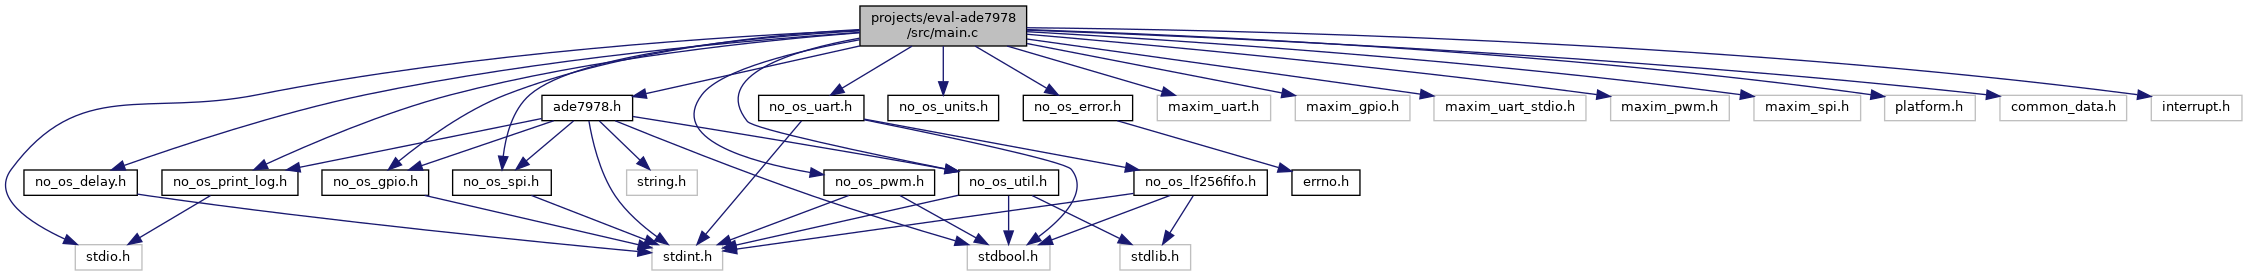 projects/eval-ade7978
/src/main.c
ade7978.h
no_os_uart.h
no_os_units.h
no_os_error.h
maxim_uart.h
maxim_gpio.h
maxim_uart_stdio.h
maxim_pwm.h
maxim_spi.h
platform.h
common_data.h
interrupt.h
no_os_delay.h
no_os_print_log.h
no_os_gpio.h
no_os_spi.h
string.h
no_os_pwm.h
no_os_util.h
no_os_lf256fifo.h
errno.h
stdio.h
stdint.h
stdbool.h
stdlib.h